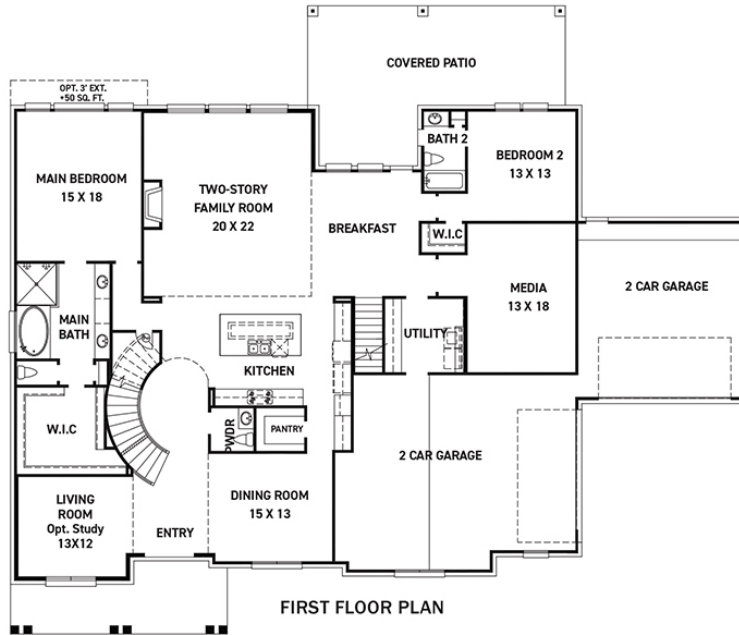 COVERED PATIO
OPT. 3' EXT.
+50 SQ. FT.
BATH 2
BEDROOM 2
13 X 13
MAIN BEDROOM
15 X 18
TWO-STORY
FAMILY ROOM
20 X 22
BREAKFAST
W.I.C
MEDIA
13 X 18
2 CAR GARAGE
MAIN
BATH
UTILITY
KITCHEN
W.I.C
PWDR
PANTRY
2 CAR GARAGE
LIVING
ROOM
Opt. Study
13X12
DINING ROOM
15 X 13
ENTRY
FIRST FLOOR PLAN